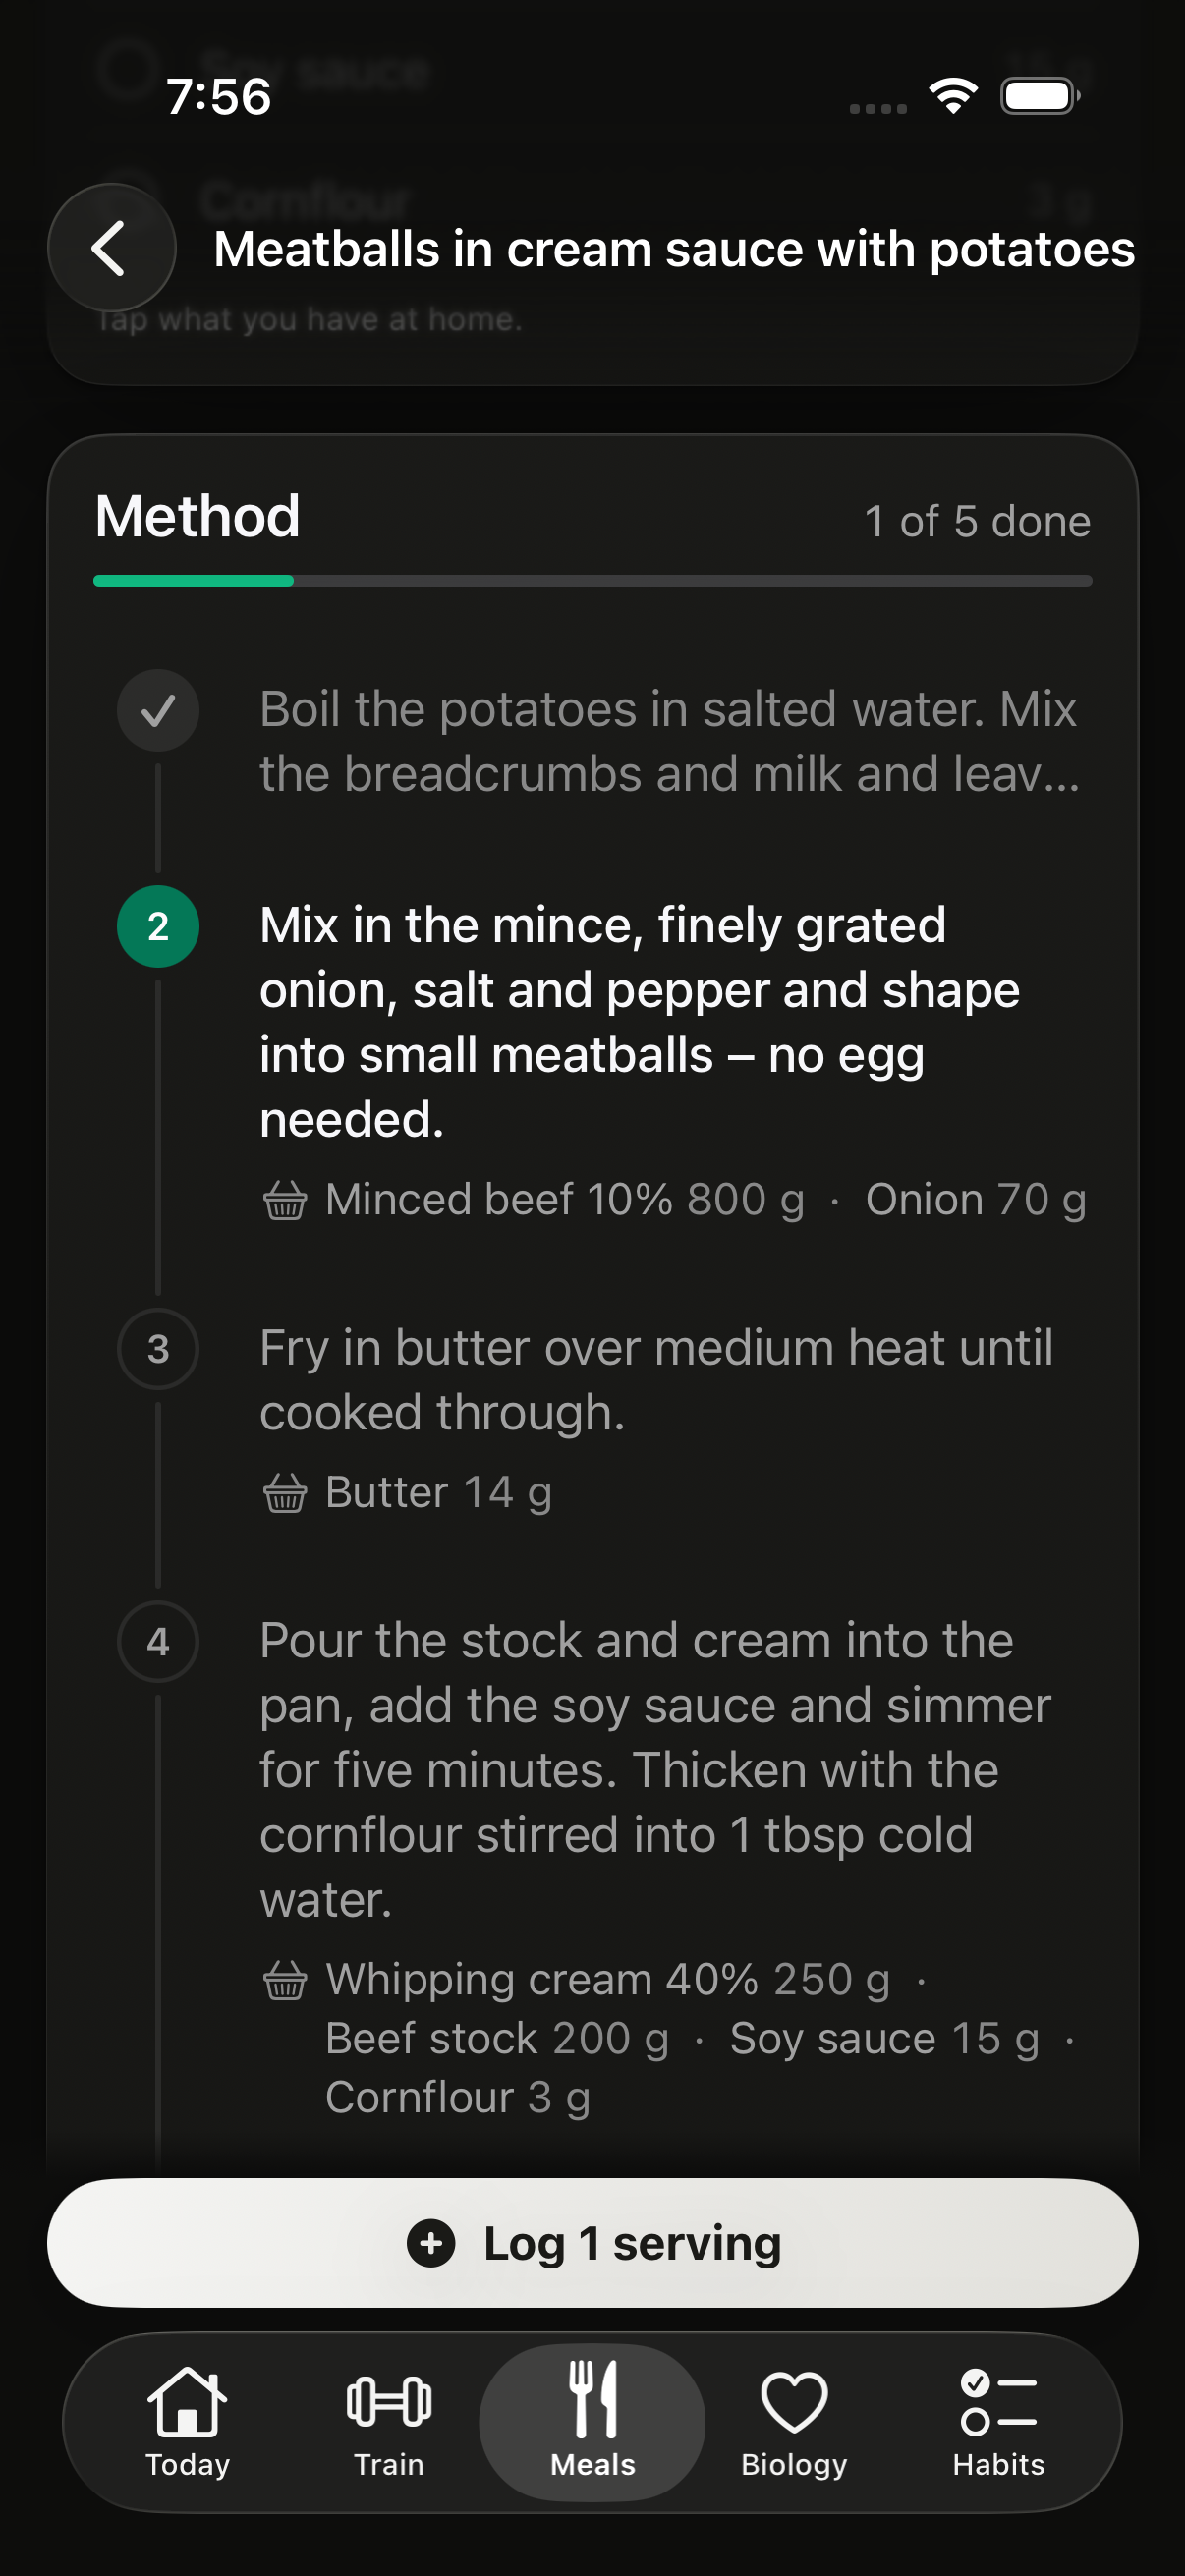 Soy sauce 15 g
7:56
Cornflour 3 g
Meatballs in cream sauce with potatoes
Tap what you have at home.
Method
1 of 5 done
Boil the potatoes in salted water. Mix
the breadcrumbs and milk and leav...
2
Mix in the mince, finely grated
onion, salt and pepper and shape
into small meatballs – no egg
needed.
Minced beef 10% 800 g · Onion 70 g
3
Fry in butter over medium heat until
cooked through.
Butter 14 g
4
Pour the stock and cream into the
pan, add the soy sauce and simmer
for five minutes. Thicken with the
cornflour stirred into 1 tbsp cold
water.
Whipping cream 40% 250 g ·
Beef stock 200 g · Soy sauce 15 g ·
Cornflour 3 g
Log 1 serving
Today
Train
Meals
Biology
Habits